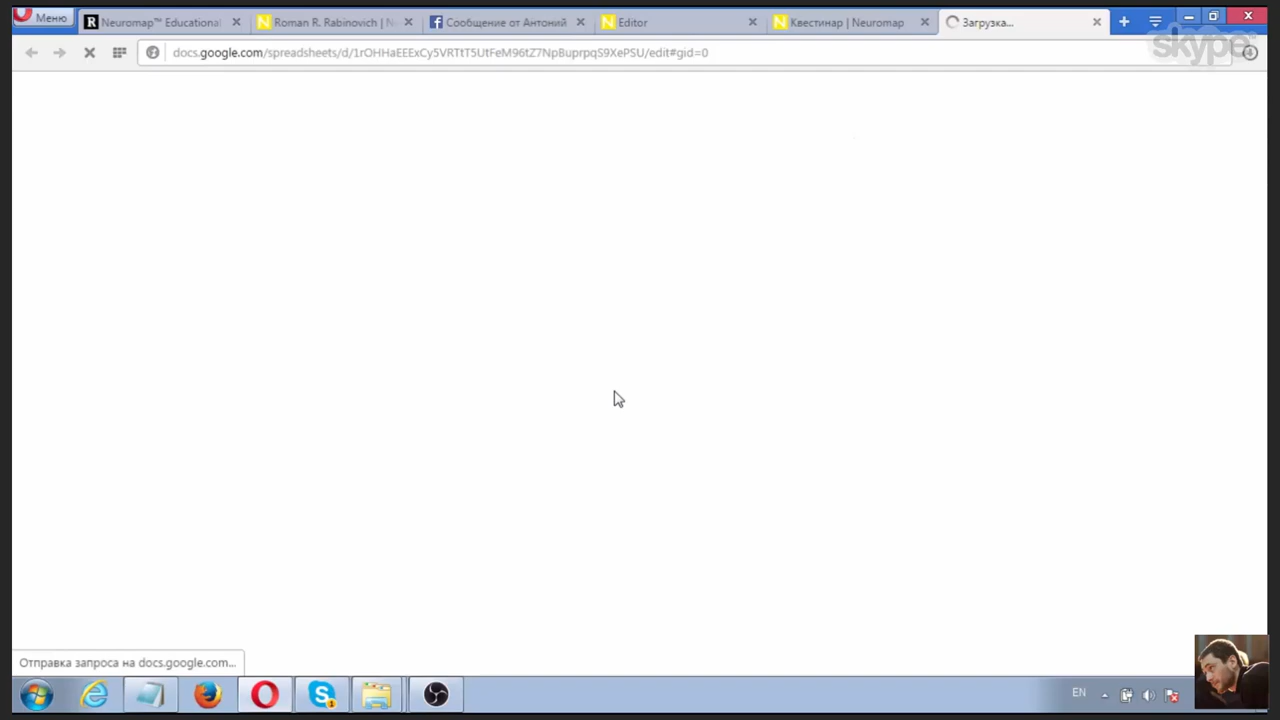 Меню
Neuromap™ Educational
Roman R. Rabinovich | N
Сообщение от Антоний
Editor
Квестинар | Neuromap
Загрузка...
skype
docs.google.com/spreadsheets/d/1rOHHaEEExCy5VRTtT5UtFeM96tZ7NpBuprpqS9XePSU/edit#gid=0
Отправка запроса на docs.google.com...
EN